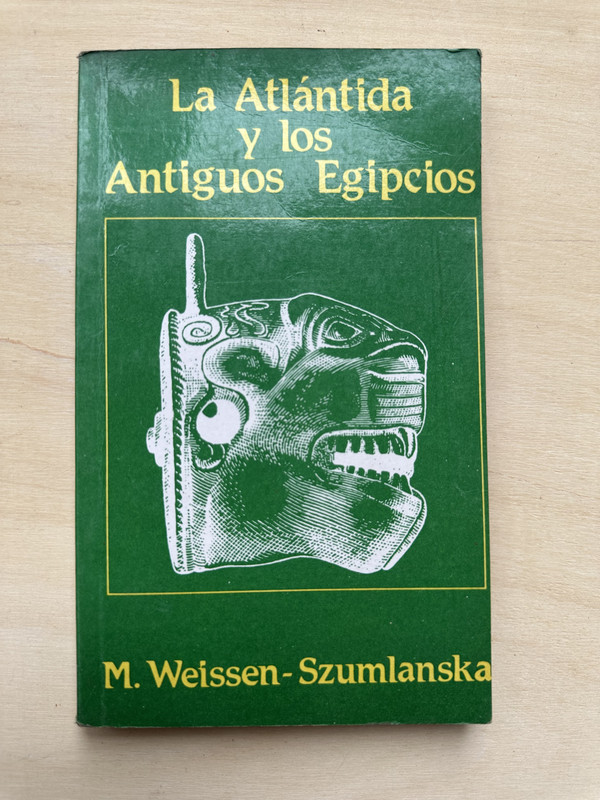 La Atlántida
y los
Antiguos Egipcios
M. Weissen-Szumlanska